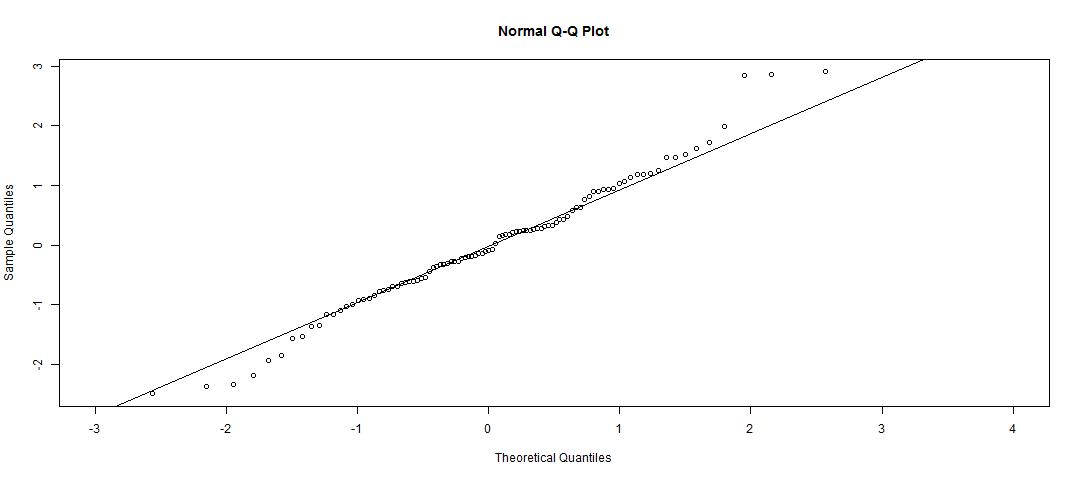 Normal Q-Q Plot
3
2
1
0
-1
-2
Sample Quantiles
-3 -2 -1 0 1 2 3 4
Theoretical Quantiles